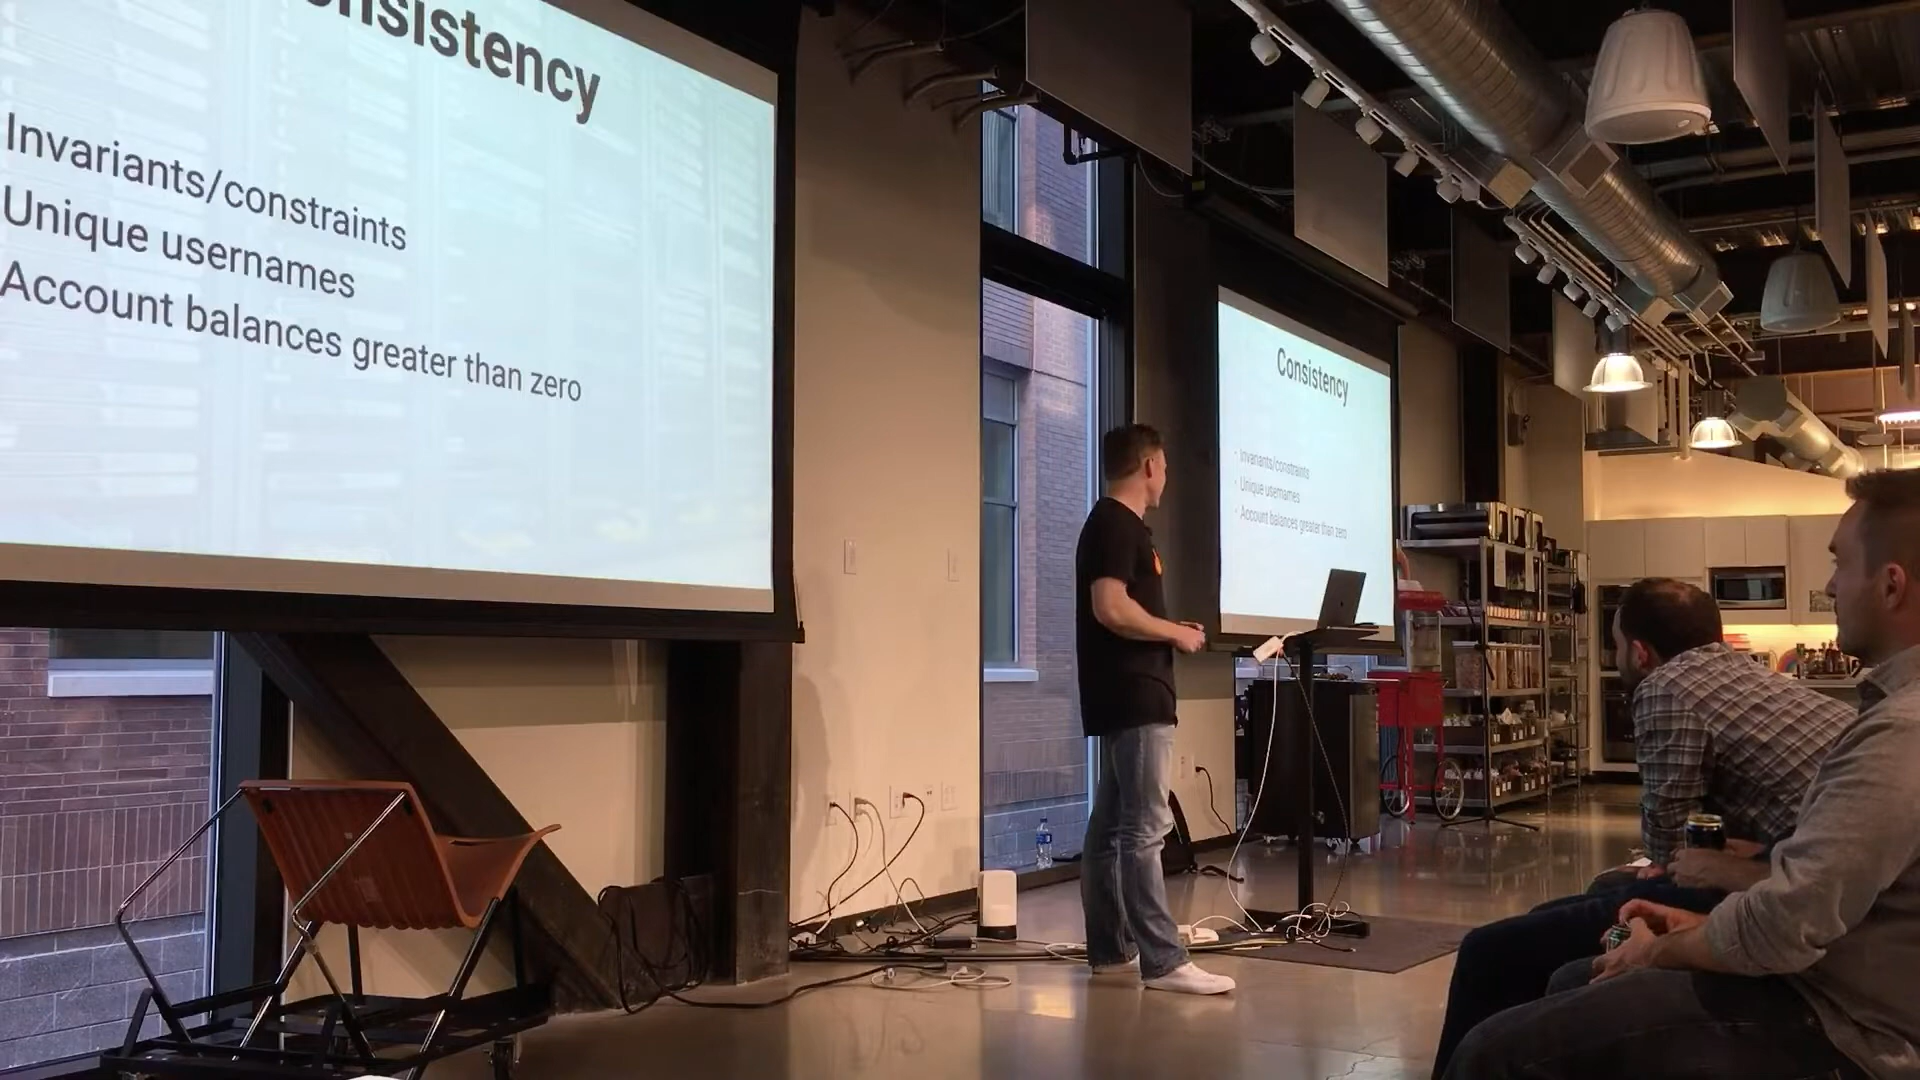 Consistency
Invariants/constraints
Unique usernames
Account balances greater than zero
Consistency
· Invariants/constraints
· Unique usernames
· Account balances greater than zero